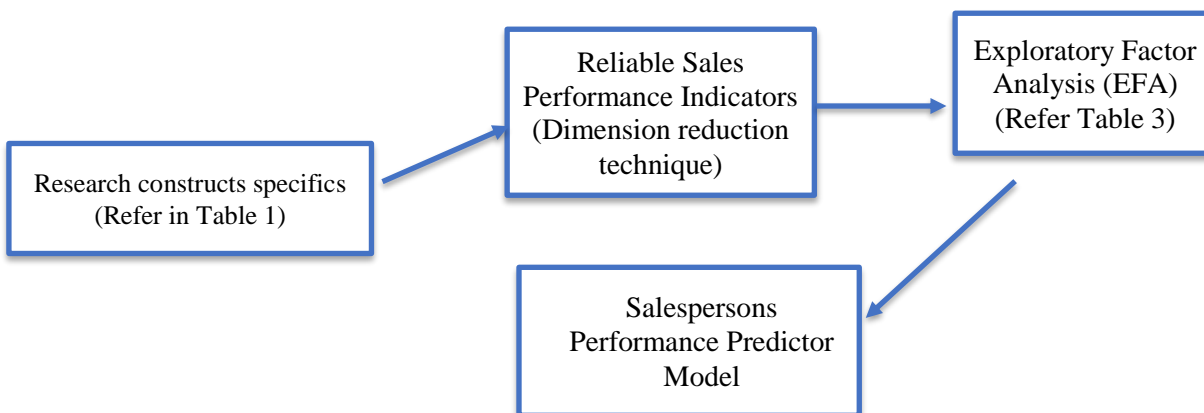 Research constructs specifics
(Refer in Table 1)
Reliable Sales
Performance Indicators
(Dimension reduction
technique)
Exploratory Factor
Analysis (EFA)
(Refer Table 3)
Salespersons
Performance Predictor
Model